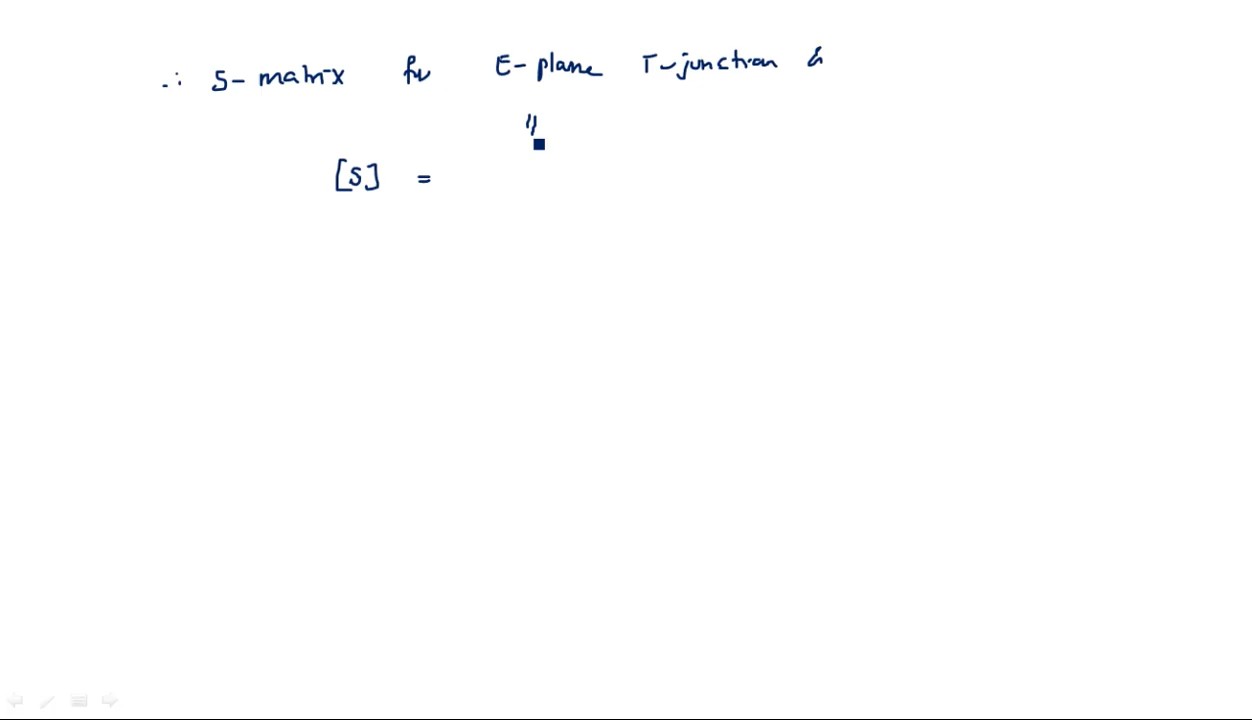 ∴ S-matrix for E-plane T-junction is
[S] =